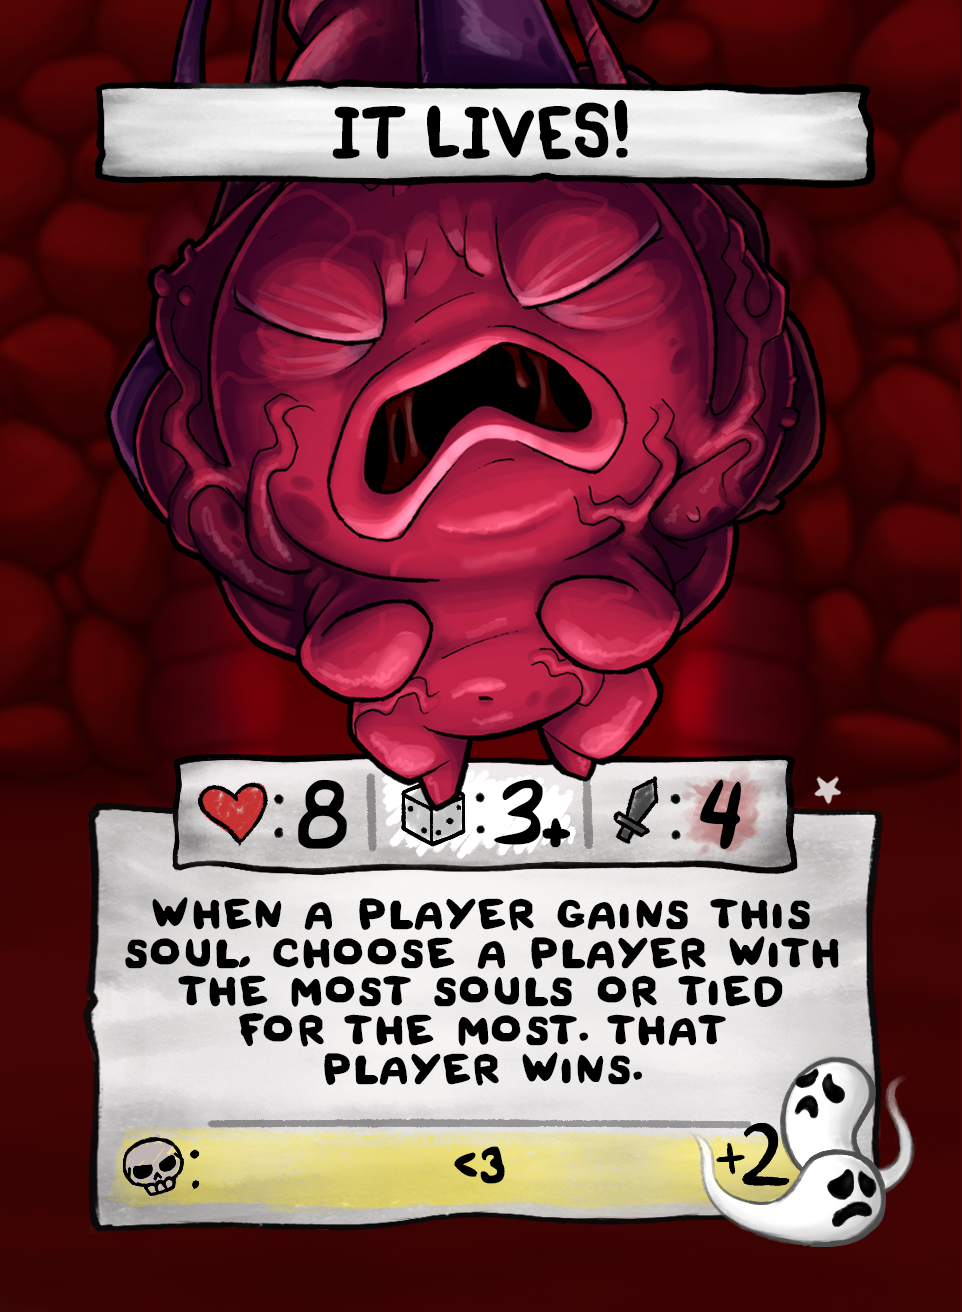 IT LIVES!
: 8 : 3+ : 4
WHEN A PLAYER GAINS THIS
SOUL, CHOOSE A PLAYER WITH
THE MOST SOULS OR TIED
FOR THE MOST. THAT
PLAYER WINS.
: <3 +2